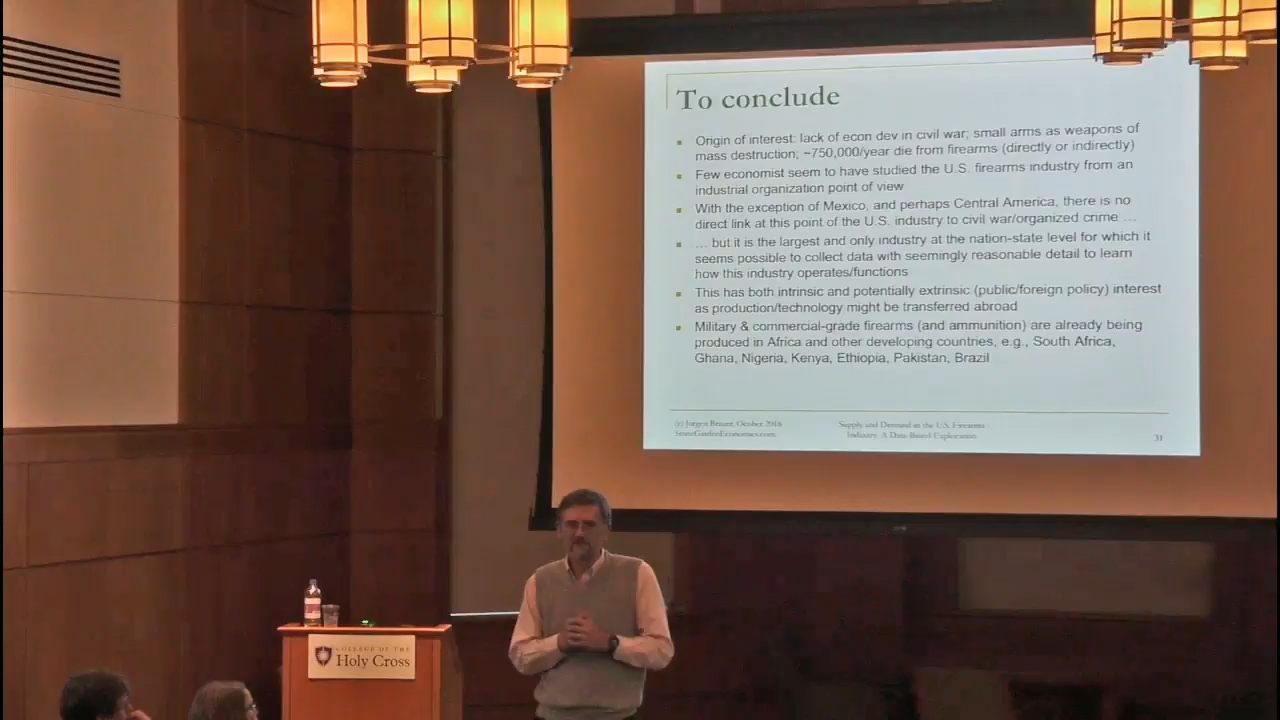 To conclude
Origin of interest: lack of econ dev in civil war; small arms as weapons of
mass destruction; ~750,000/year die from firearms (directly or indirectly)
Few economist seem to have studied the U.S. firearms industry from an
industrial organization point of view
With the exception of Mexico, and perhaps Central America, there is no
direct link at this point of the U.S. industry to civil war/organized crime …
… but it is the largest and only industry at the nation-state level for which it
seems possible to collect data with seemingly reasonable detail to learn
how this industry operates/functions
This has both intrinsic and potentially extrinsic (public/foreign policy) interest
as production/technology might be transferred abroad
Military & commercial-grade firearms (and ammunition) are already being
produced in Africa and other developing countries, e.g., South Africa,
Ghana, Nigeria, Kenya, Ethiopia, Pakistan, Brazil
(c) Jurgen Brauer, October 2016
StoneGardenEconomics.com
Supply and Demand in the U.S. Firearms
Industry: A Data-Based Exploration
31
COLLEGE OF THE
Holy Cross